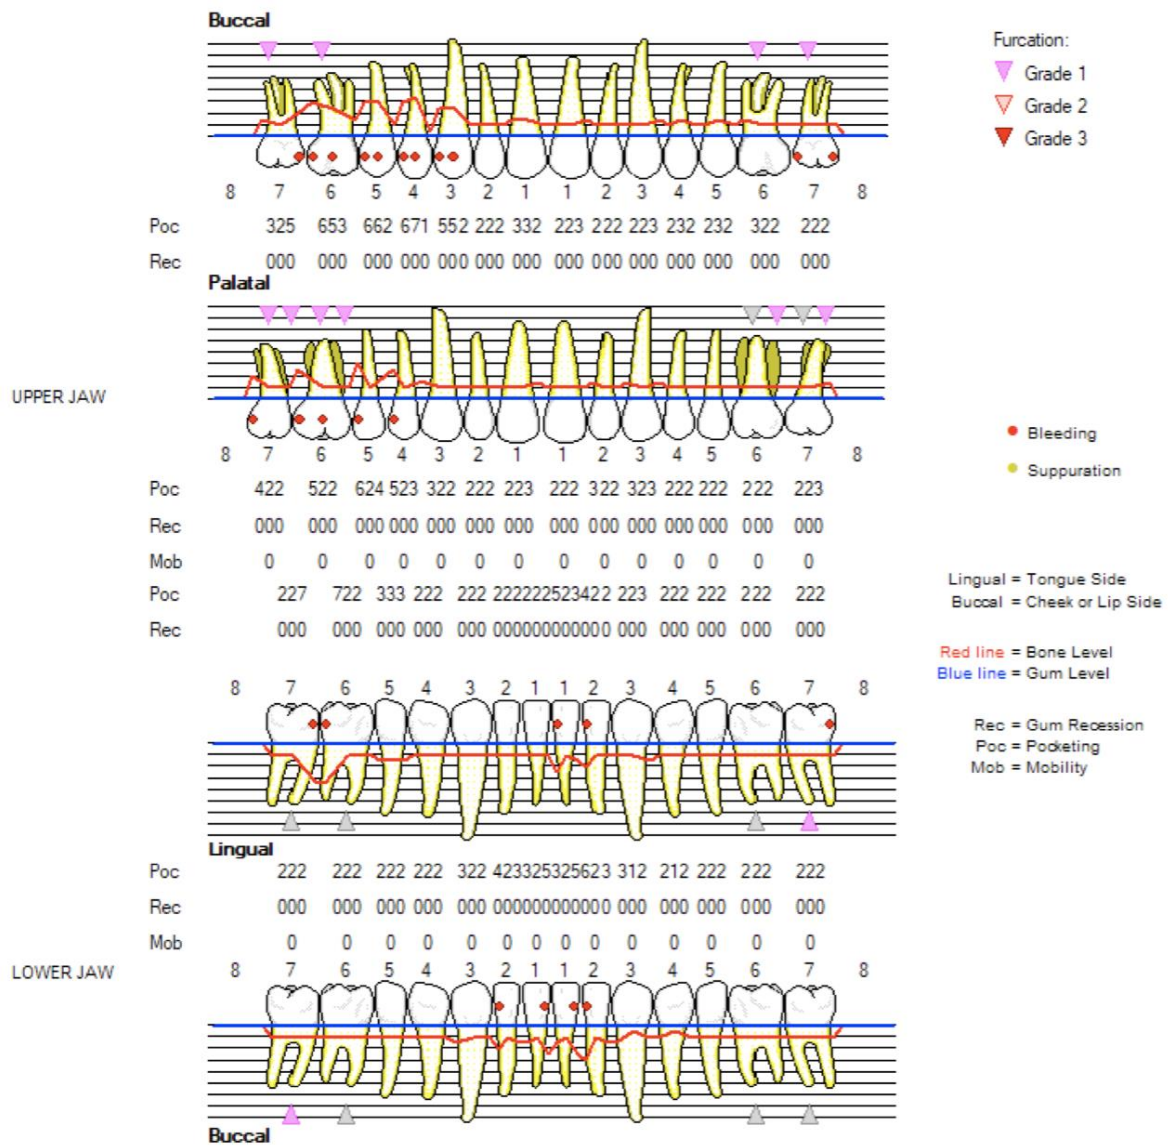 Buccal
8 7 6 5 4 3 2 1 1 2 3 4 5 6 7 8
Poc 325 653 662 671 552 222 332 223 222 223 232 232 322 222
Rec 000 000 000 000 000 000 000 000 000 000 000 000 000 000
Palatal
UPPER JAW
8 7 6 5 4 3 2 1 1 2 3 4 5 6 7 8
Poc 422 522 624 523 322 222 223 222 322 323 222 222 222 223
Rec 000 000 000 000 000 000 000 000 000 000 000 000 000 000
Mob 0 0 0 0 0 0 0 0 0 0 0 0 0 0
Poc 227 722 333 222 222 222222523422 223 222 222 222 222
Rec 000 000 000 000 000 000000000000 000 000 000 000 000
8 7 6 5 4 3 2 1 1 2 3 4 5 6 7 8
Lingual
Poc 222 222 222 222 322 423325325623 312 212 222 222 222
Rec 000 000 000 000 000 000000000000 000 000 000 000 000
Mob 0 0 0 0 0 0 0 0 0 0 0 0 0 0
LOWER JAW 8 7 6 5 4 3 2 1 1 2 3 4 5 6 7 8
Buccal
Furcation:
Grade 1
Grade 2
Grade 3
Bleeding
Suppuration
Lingual = Tongue Side
Buccal = Cheek or Lip Side
Red line = Bone Level
Blue line = Gum Level
Rec = Gum Recession
Poc = Pocketing
Mob = Mobility